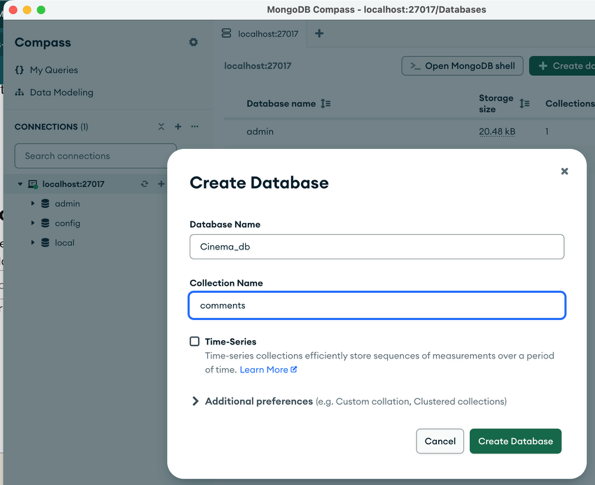 MongoDB Compass - localhost:27017/Databases
Compass
{} My Queries
Data Modeling
CONNECTIONS (1)
Search connections
localhost:27017
admin
config
local
localhost:27017
localhost:27017
>_ Open MongoDB shell
Create
Database name
Storage size
Collections
admin
20.48 kB
1
Create Database
Database Name
Cinema_db
Collection Name
comments
Time-Series
Time-series collections efficiently store sequences of measurements over a period
of time. Learn More
Additional preferences (e.g. Custom collation, Clustered collections)
Cancel
Create Database